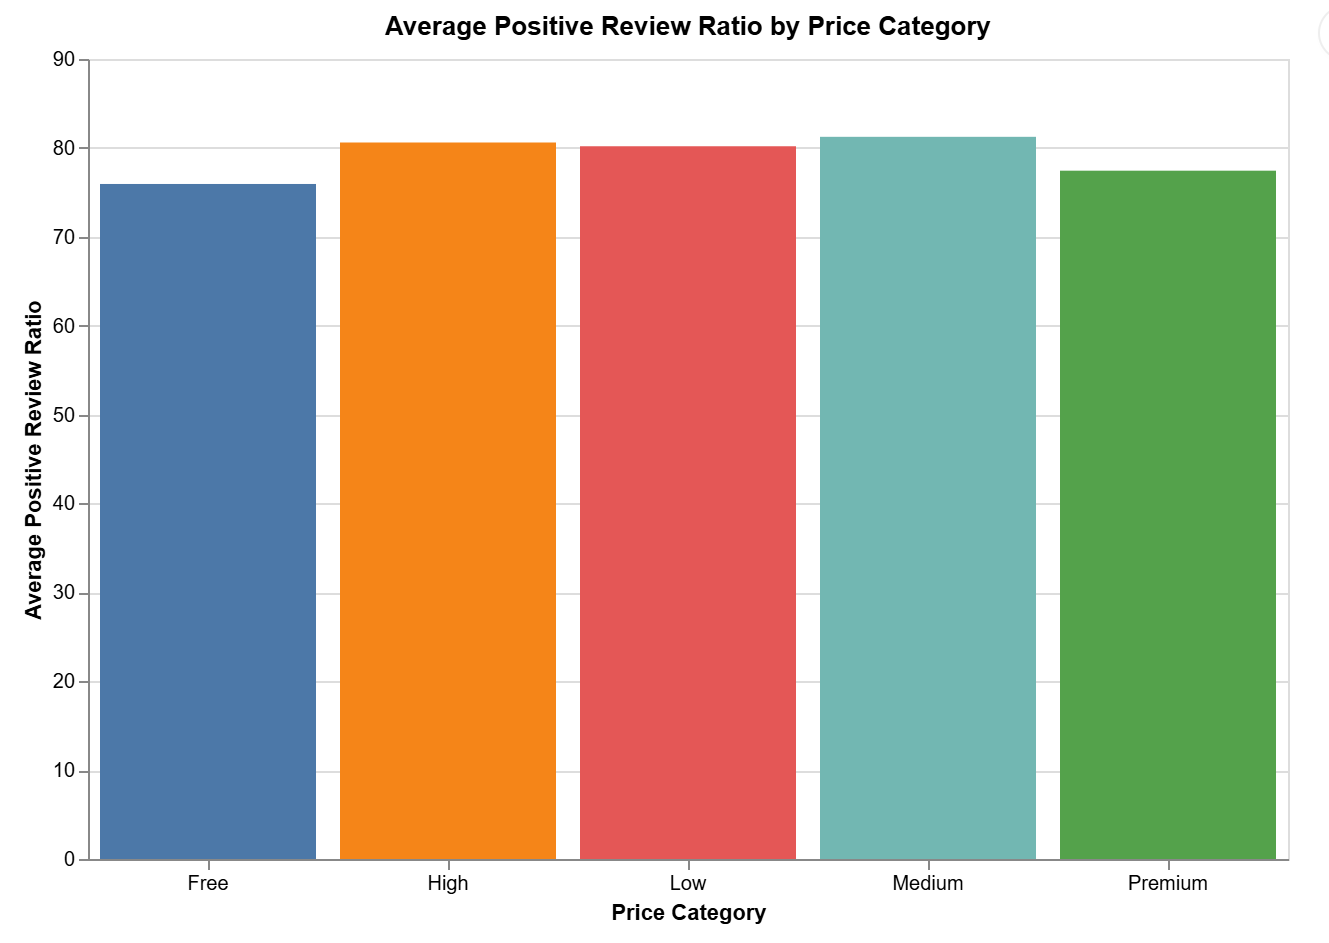 Average Positive Review Ratio by Price Category
90
80
70
60
50
40
30
20
10
0
Average Positive Review Ratio
Free High Low Medium Premium
Price Category